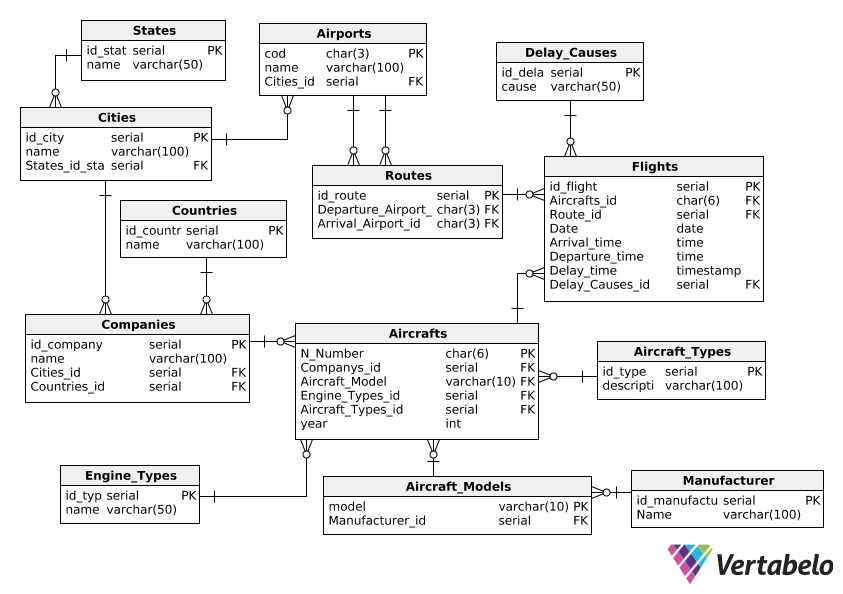 States
id_stat serial PK
name varchar(50)
Airports
cod char(3) PK
name varchar(100)
Cities_id serial FK
Delay_Causes
id_dela serial PK
cause varchar(50)
Cities
id_city serial PK
name varchar(100)
States_id_sta serial FK
Routes
id_route serial PK
Departure_Airport_ char(3) FK
Arrival_Airport_id char(3) FK
Flights
id_flight serial PK
Aircrafts_id char(6) FK
Route_id serial FK
Date date
Arrival_time time
Departure_time time
Delay_time timestamp
Delay_Causes_id serial FK
Countries
id_countr serial PK
name varchar(100)
Companies
id_company serial PK
name varchar(100)
Cities_id serial FK
Countries_id serial FK
Aircrafts
N_Number char(6) PK
Companys_id serial FK
Aircraft_Model varchar(10) FK
Engine_Types_id serial FK
Aircraft_Types_id serial FK
year int
Aircraft_Types
id_type serial PK
descripti varchar(100)
Engine_Types
id_typ serial PK
name varchar(50)
Aircraft_Models
model varchar(10) PK
Manufacturer_id serial FK
Manufacturer
id_manufactu serial PK
Name varchar(100)
Vertabelo